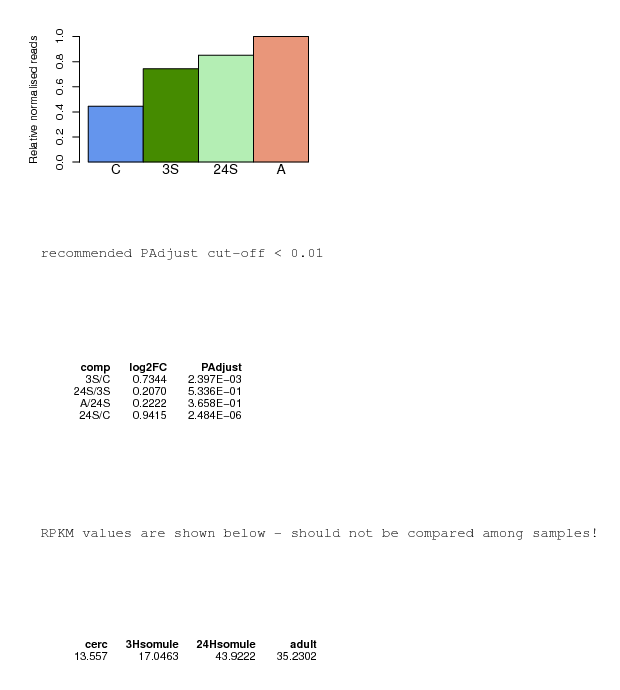 Relative normalised reads
1.0
0.8
0.6
0.4
0.2
0.0
C 3S 24S A
recommended PAdjust cut-off < 0.01
comp log2FC PAdjust
3S/C 0.7344 2.397E−03
24S/3S 0.2070 5.336E−01
A/24S 0.2222 3.658E−01
24S/C 0.9415 2.484E−06
RPKM values are shown below - should not be compared among samples!
cerc 3Hsomule 24Hsomule adult
13.557 17.0463 43.9222 35.2302